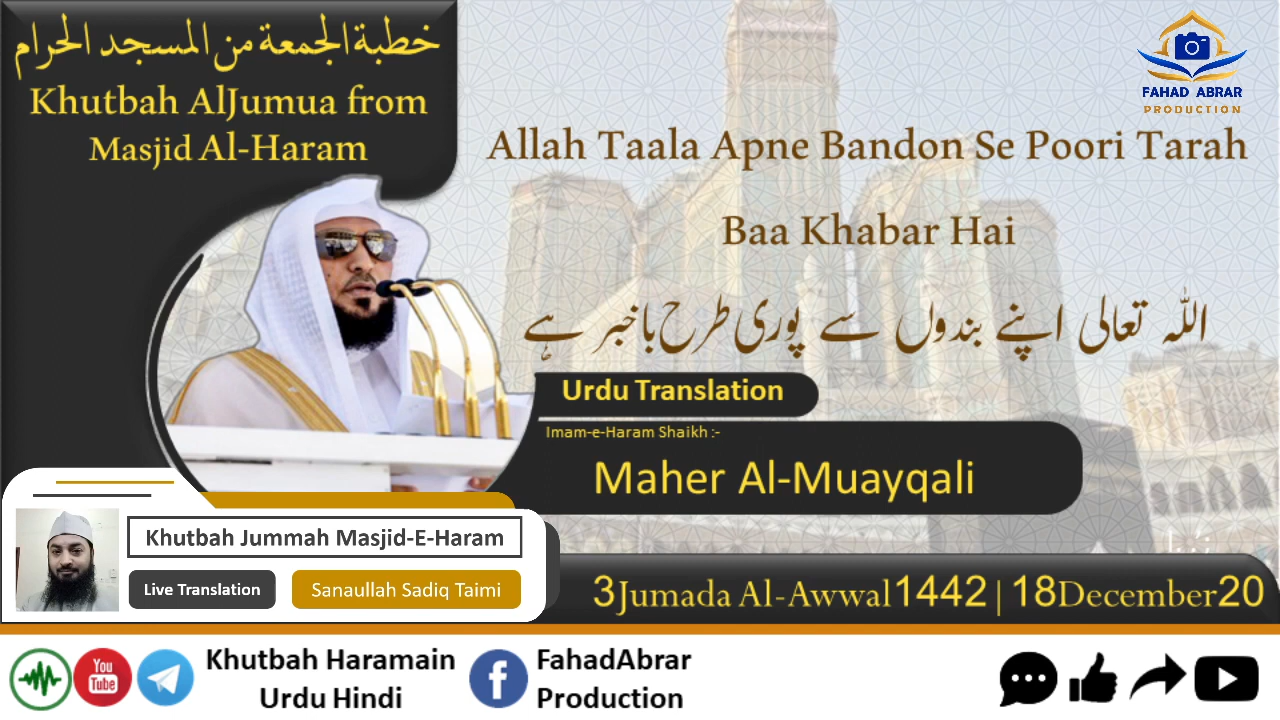 خطبة الجمعة من المسجد الحرام
Khutbah AlJumua from
Masjid Al-Haram
FAHAD ABRAR
PRODUCTION
Allah Taala Apne Bandon Se Poori Tarah
Baa Khabar Hai
اللہ تعالی اپنے بندوں سے پوری طرح باخبر ہے
Urdu Translation
Imam-e-Haram Shaikh :-
Maher Al-Muayqali
Khutbah Jummah Masjid-E-Haram
Live Translation
Sanaullah Sadiq Taimi
3Jumada Al-Awwal1442 | 18December20
You
Tube
Khutbah Haramain
Urdu Hindi
f
FahadAbrar
Production